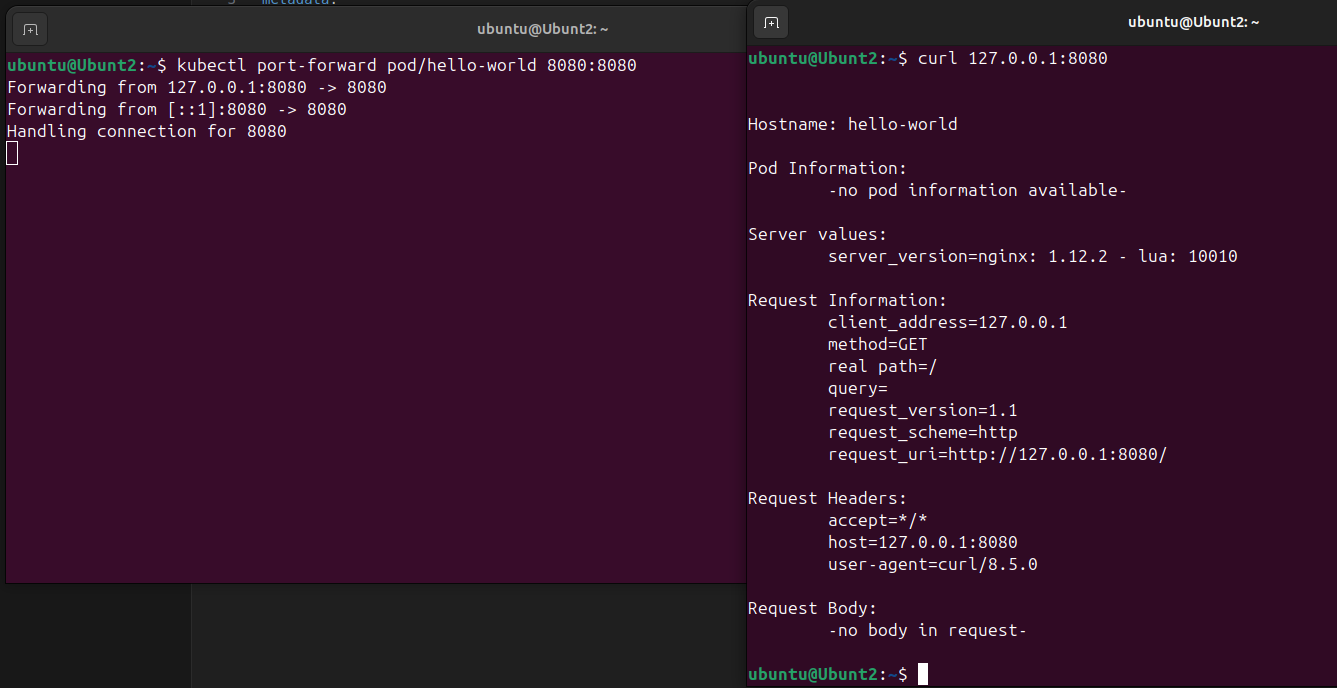 metadata:
ubuntu@Ubunt2: ~
ubuntu@Ubunt2:~$ kubectl port-forward pod/hello-world 8080:8080
Forwarding from 127.0.0.1:8080 -> 8080
Forwarding from [::1]:8080 -> 8080
Handling connection for 8080
ubuntu@Ubunt2: ~
ubuntu@Ubunt2:~$ curl 127.0.0.1:8080
Hostname: hello-world
Pod Information:
-no pod information available-
Server values:
server_version=nginx: 1.12.2 - lua: 10010
Request Information:
client_address=127.0.0.1
method=GET
real path=/
query=
request_version=1.1
request_scheme=http
request_uri=http://127.0.0.1:8080/
Request Headers:
accept=*/*
host=127.0.0.1:8080
user-agent=curl/8.5.0
Request Body:
-no body in request-
ubuntu@Ubunt2:~$